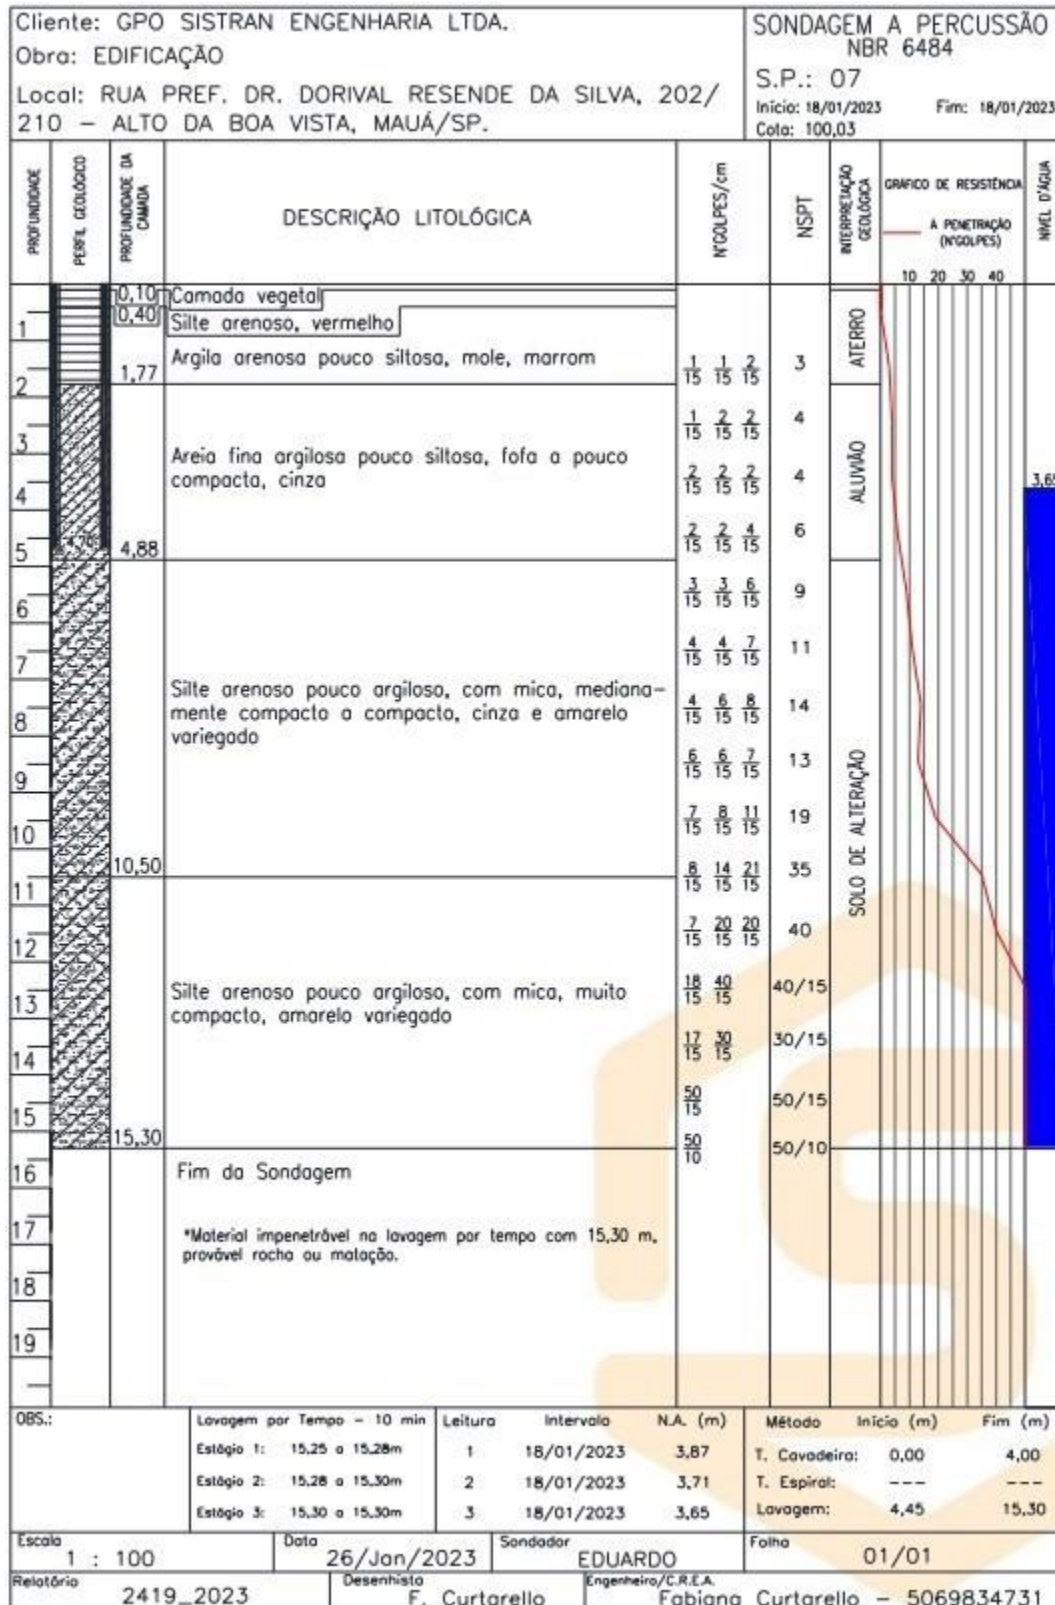 Cliente: GPO SISTRAN ENGENHARIA LTDA.
Obra: EDIFICAÇÃO
Local: RUA PREF. DR. DORIVAL RESENDE DA SILVA, 202/
210 – ALTO DA BOA VISTA, MAUÁ/SP.
SONDAGEM A PERCUSSÃO
NBR 6484
S.P.: 07
Início: 18/01/2023 Fim: 18/01/2023
Cota: 100,03
PROFUNDIDADE
PERFIL GEOLÓGICO
PROFUNDIDADE DA CAMADA
DESCRIÇÃO LITOLÓGICA
N°GOLPES/cm
NSPT
INTERPRETAÇÃO GEOLÓGICA
GRÁFICO DE RESISTÊNCIA
A PENETRAÇÃO
(N°GOLPES)
10 20 30 40
NIVEL D'ÁGUA
0,10 Camada vegetal
0,40 Silte arenoso, vermelho
1
Argila arenosa pouco siltosa, mole, marrom
1,77
1/15 1/15 2/15 3
ATERRO
2
1/15 2/15 2/15 4
3
Areia fina argilosa pouco siltosa, fofa a pouco
compacta, cinza
2/15 2/15 2/15 4
ALUVIÃO
3,65
4
2/15 2/15 4/15 6
4,70
4,88
5
3/15 3/15 6/15 9
6
4/15 4/15 7/15 11
7
Silte arenoso pouco argiloso, com mica, mediana-
mente compacto a compacto, cinza e amarelo
variegado
4/15 6/15 8/15 14
8
6/15 6/15 7/15 13
9
7/15 8/15 11/15 19
10
10,50
8/15 14/15 21/15 35
SOLO DE ALTERAÇÃO
11
7/15 20/15 20/15 40
12
Silte arenoso pouco argiloso, com mica, muito
compacto, amarelo variegado
18/15 40/15 40/15
13
17/15 30/15 30/15
14
50/15 50/15
15
15,30
50/10 50/10
16
Fim da Sondagem
17
*Material impenetrável na lavagem por tempo com 15,30 m,
provável rocha ou matação.
18
19
OBS.:
Lavagem por Tempo – 10 min
Estágio 1: 15,25 a 15,28m
Estágio 2: 15,28 a 15,30m
Estágio 3: 15,30 a 15,30m
Leitura Intervalo N.A. (m)
1 18/01/2023 3,87
2 18/01/2023 3,71
3 18/01/2023 3,65
Método Início (m) Fim (m)
T. Cavadeira: 0,00 4,00
T. Espiral: --- ---
Lavagem: 4,45 15,30
Escala
1 : 100
Data
26/Jan/2023
Sondador
EDUARDO
Folha
01/01
Relatório
2419_2023
Desenhista
F. Curtarello
Engenheiro/C.R.E.A.
Fabiana Curtarello – 5069834731